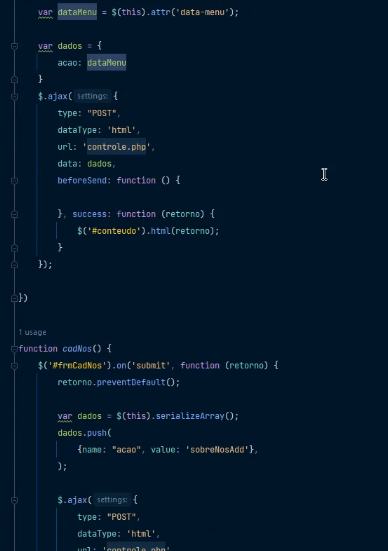 var dataMenu = $(this).attr('data-menu');
var dados = {
acao: dataMenu
}
$.ajax( settings: {
type: "POST",
dataType: 'html',
url: 'controle.php',
data: dados,
beforeSend: function () {
}, success: function (retorno) {
$('#conteudo').html(retorno);
}
});
})
1 usage
function cadNos() {
$('#frmCadNos').on('submit', function (retorno) {
retorno.preventDefault();
var dados = $(this).serializeArray();
dados.push(
{name: "acao", value: 'sobreNosAdd'},
);
$.ajax( settings: {
type: "POST",
dataType: 'html',
url: 'controle.php'